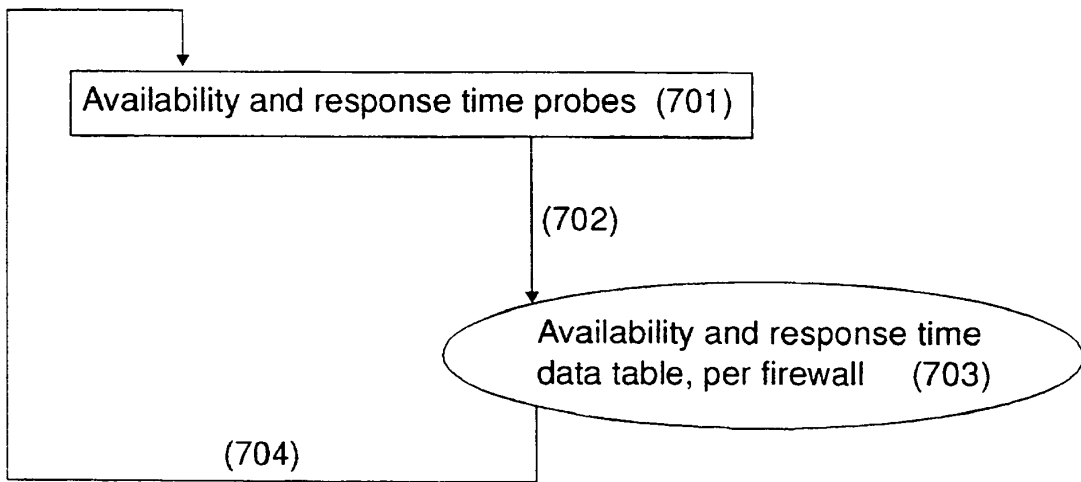 Availability and response time probes (701)
(702)
Availability and response time
data table, per firewall (703)
(704)